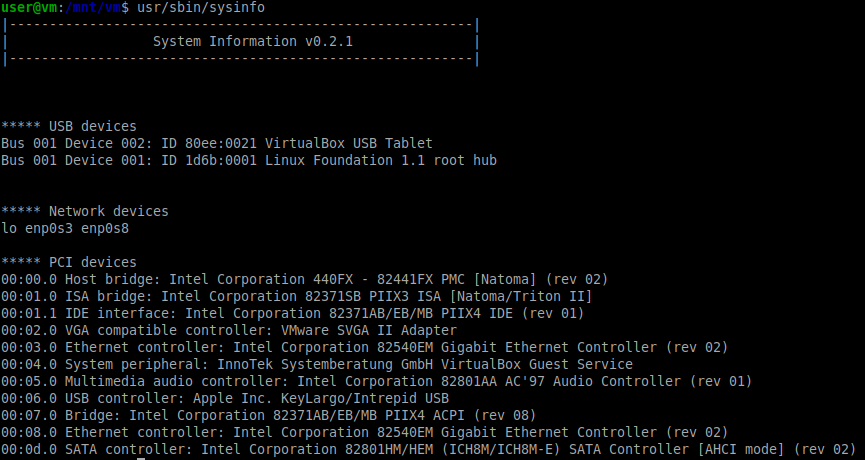 user@vm:/mnt/vm$ usr/sbin/sysinfo
|----------------------------------------------------------|
| System Information v0.2.1 |
|----------------------------------------------------------|
***** USB devices
Bus 001 Device 002: ID 80ee:0021 VirtualBox USB Tablet
Bus 001 Device 001: ID 1d6b:0001 Linux Foundation 1.1 root hub
***** Network devices
lo enp0s3 enp0s8
***** PCI devices
00:00.0 Host bridge: Intel Corporation 440FX - 82441FX PMC [Natoma] (rev 02)
00:01.0 ISA bridge: Intel Corporation 82371SB PIIX3 ISA [Natoma/Triton II]
00:01.1 IDE interface: Intel Corporation 82371AB/EB/MB PIIX4 IDE (rev 01)
00:02.0 VGA compatible controller: VMware SVGA II Adapter
00:03.0 Ethernet controller: Intel Corporation 82540EM Gigabit Ethernet Controller (rev 02)
00:04.0 System peripheral: InnoTek Systemberatung GmbH VirtualBox Guest Service
00:05.0 Multimedia audio controller: Intel Corporation 82801AA AC'97 Audio Controller (rev 01)
00:06.0 USB controller: Apple Inc. KeyLargo/Intrepid USB
00:07.0 Bridge: Intel Corporation 82371AB/EB/MB PIIX4 ACPI (rev 08)
00:08.0 Ethernet controller: Intel Corporation 82540EM Gigabit Ethernet Controller (rev 02)
00:0d.0 SATA controller: Intel Corporation 82801HM/HEM (ICH8M/ICH8M-E) SATA Controller [AHCI mode] (rev 02)